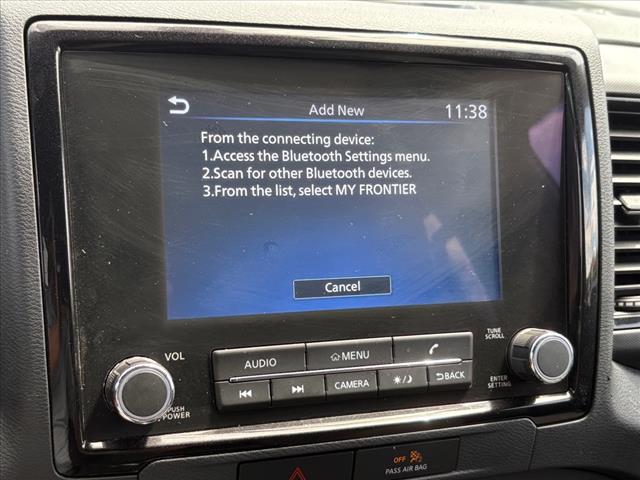 Add New
11:38
From the connecting device:
1.Access the Bluetooth Settings menu.
2.Scan for other Bluetooth devices.
3.From the list, select MY FRONTIER
Cancel
VOL
PUSH
/POWER
AUDIO
MENU
CAMERA
BACK
TUNE
SCROLL
ENTER
SETTING
OFF
PASS AIR BAG